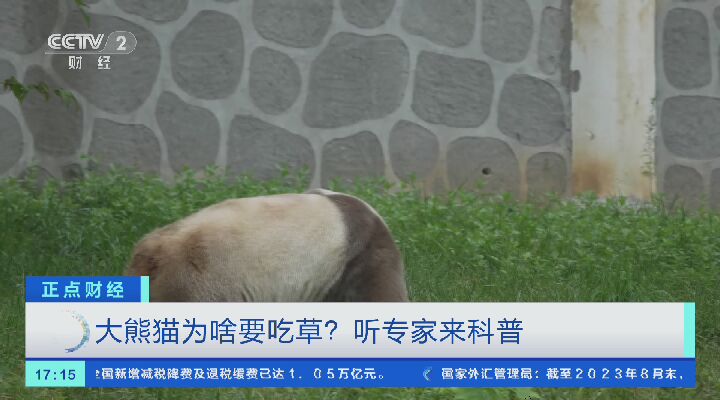 CCTV 2
财经
正点财经
大熊猫为啥要吃草？听专家来科普
17:15
全国新增减税降费及退税缓费已达1.05万亿元。 国家外汇管理局：截至2023年8月末，